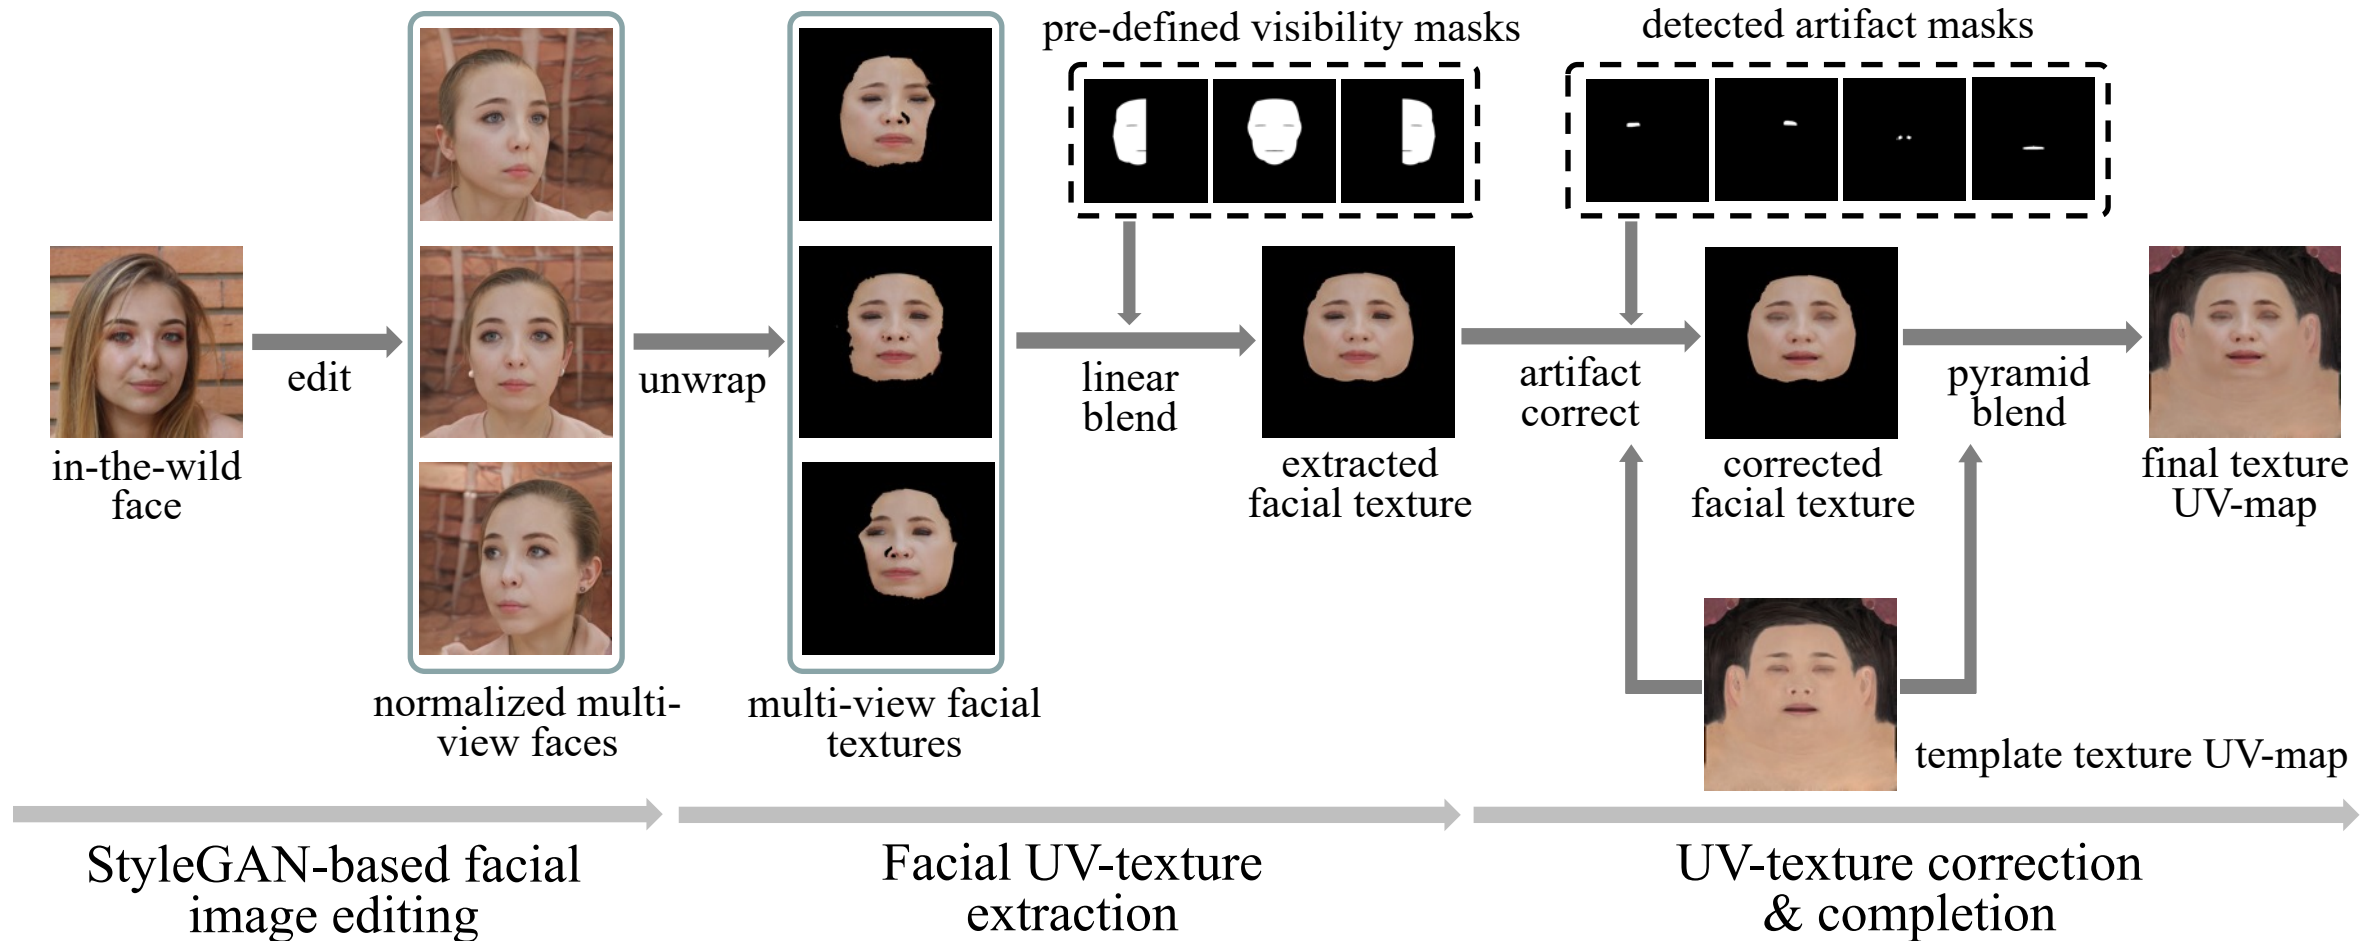 pre-defined visibility masks
detected artifact masks
edit
unwrap
linear
blend
artifact
correct
pyramid
blend
in-the-wild
face
extracted
facial texture
corrected
facial texture
final texture
UV-map
normalized multi-
view faces
multi-view facial
textures
template texture UV-map
StyleGAN-based facial
image editing
Facial UV-texture
extraction
UV-texture correction
& completion